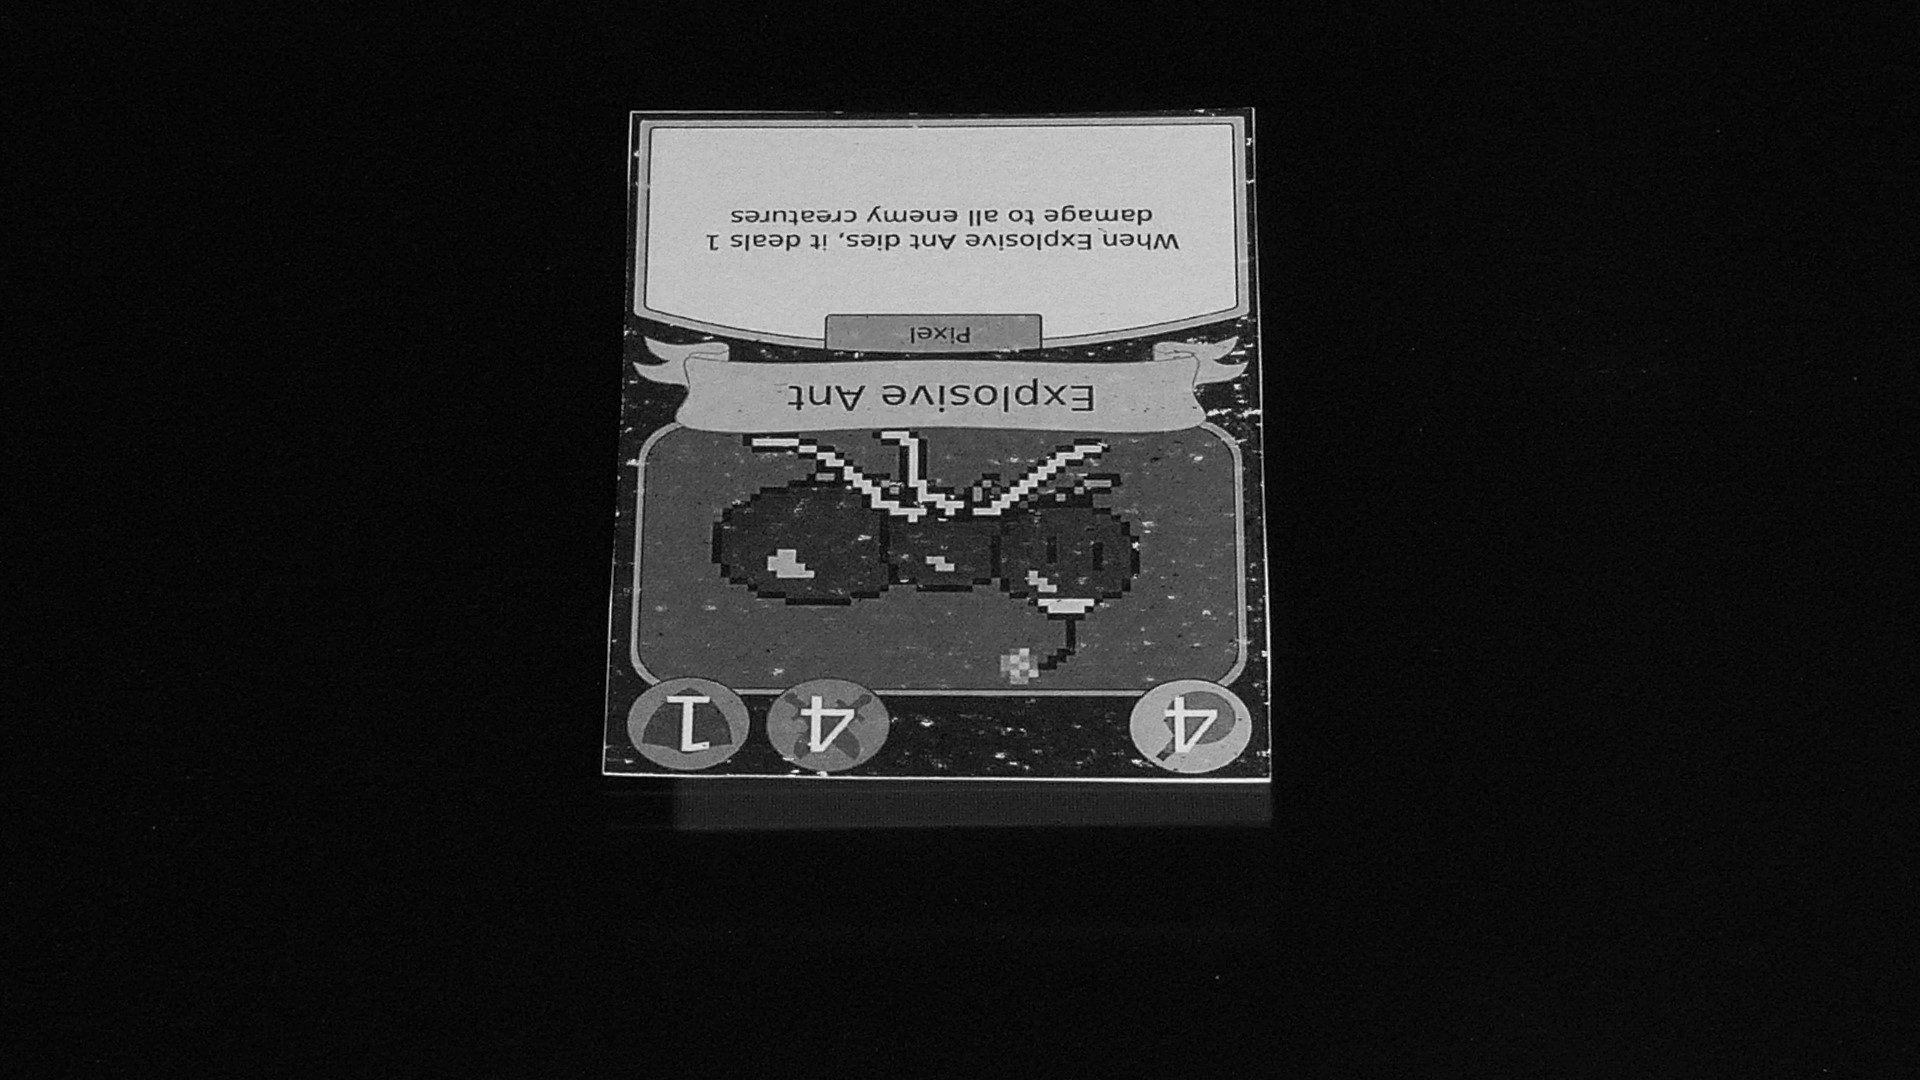 4 4 1
Explosive Ant
Pixel
When Explosive Ant dies, it deals 1
damage to all enemy creatures